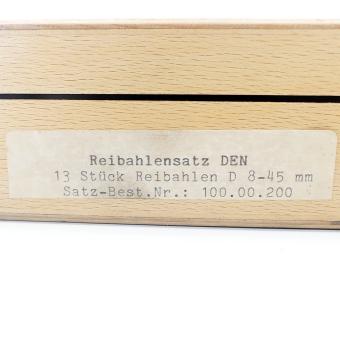 Reibahlensatz DEN
13 Stück Reibahlen D 8-45 mm
Satz-Best.Nr.: 100.00.200